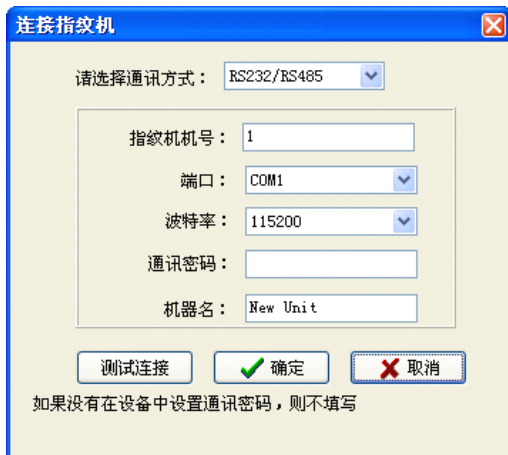 连接指纹机
请选择通讯方式： RS232/RS485
指纹机机号： 1
端口： COM1
波特率： 115200
通讯密码：
机器名： New Unit
测试连接 确定 取消
如果没有在设备中设置通讯密码，则不填写